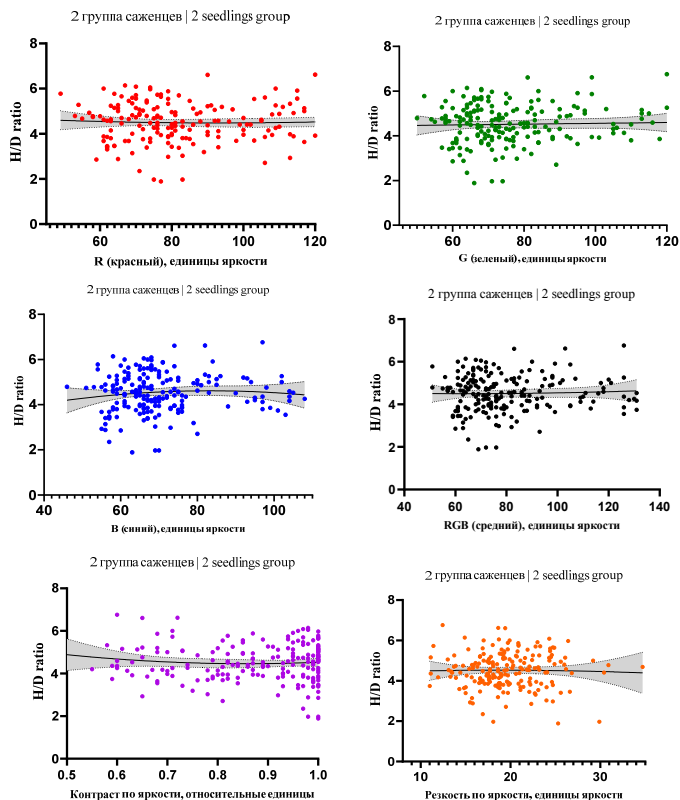 2 группа саженцев | 2 seedlings group
8
6
4
2
0
H/D ratio
60 80 100 120
R (красный), единицы яркости
2 группа саженцев | 2 seedlings group
8
6
4
2
0
H/D ratio
60 80 100 120
G (зеленый), единицы яркости
2 группа саженцев | 2 seedlings group
8
6
4
2
0
H/D ratio
40 60 80 100
B (синий), единицы яркости
2 группа саженцев | 2 seedlings group
8
6
4
2
0
H/D ratio
40 60 80 100 120 140
RGB (средний), единицы яркости
2 группа саженцев | 2 seedlings group
8
6
4
2
0
H/D ratio
0.5 0.6 0.7 0.8 0.9 1.0
Контраст по яркости, относительные единицы
2 группа саженцев | 2 seedlings group
8
6
4
2
0
H/D ratio
10 20 30
Резкость по яркости, единицы яркости